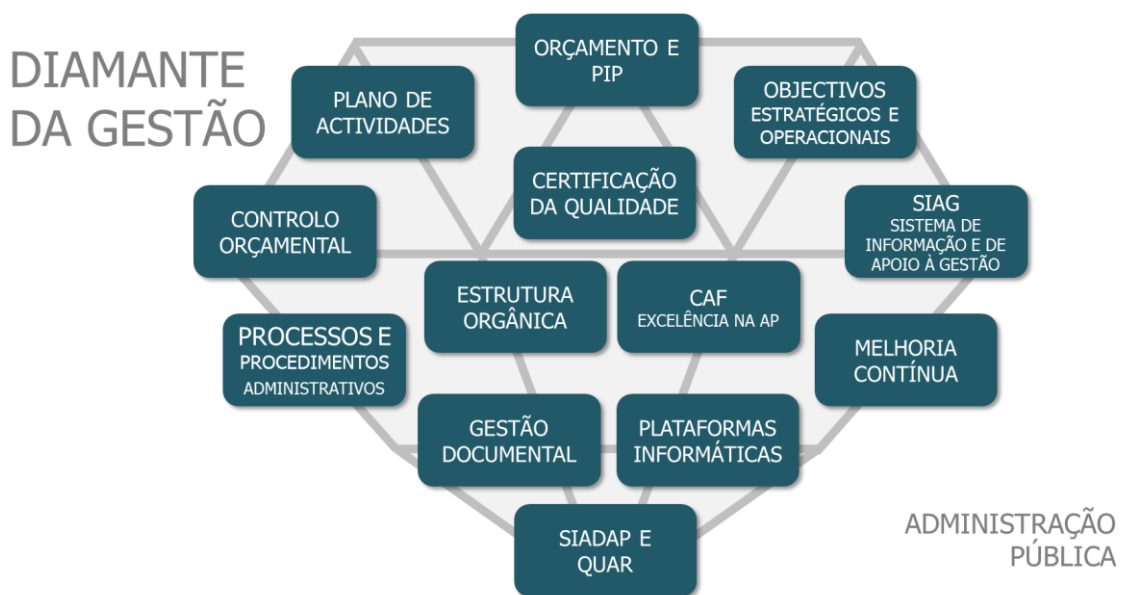 DIAMANTE
DA GESTÃO
ORÇAMENTO E
PIP
PLANO DE
ACTIVIDADES
OBJECTIVOS
ESTRATÉGICOS E
OPERACIONAIS
CERTIFICAÇÃO
DA QUALIDADE
CONTROLO
ORÇAMENTAL
SIAG
SISTEMA DE
INFORMAÇÃO E DE
APOIO À GESTÃO
ESTRUTURA
ORGÂNICA
CAF
EXCELÊNCIA NA AP
PROCESSOS E
PROCEDIMENTOS
ADMINISTRATIVOS
MELHORIA
CONTÍNUA
GESTÃO
DOCUMENTAL
PLATAFORMAS
INFORMÁTICAS
SIADAP E
QUAR
ADMINISTRAÇÃO
PÚBLICA